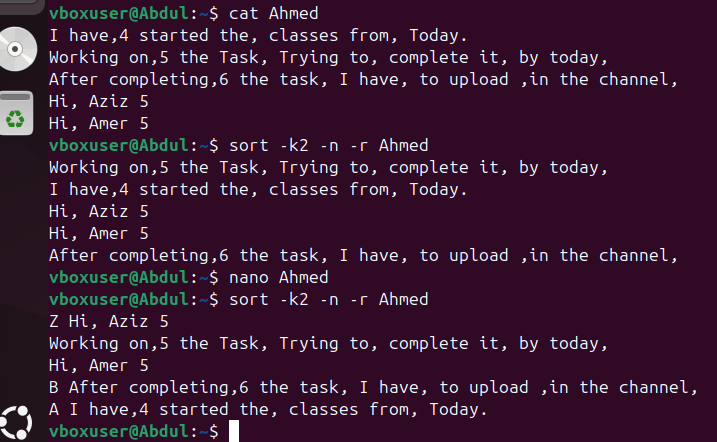 vboxuser@Abdul:~$ cat Ahmed
I have,4 started the, classes from, Today.
Working on,5 the Task, Trying to, complete it, by today,
After completing,6 the task, I have, to upload ,in the channel,
Hi, Aziz 5
Hi, Amer 5
vboxuser@Abdul:~$ sort -k2 -n -r Ahmed
Working on,5 the Task, Trying to, complete it, by today,
I have,4 started the, classes from, Today.
Hi, Aziz 5
Hi, Amer 5
After completing,6 the task, I have, to upload ,in the channel,
vboxuser@Abdul:~$ nano Ahmed
vboxuser@Abdul:~$ sort -k2 -n -r Ahmed
Z Hi, Aziz 5
Working on,5 the Task, Trying to, complete it, by today,
Hi, Amer 5
B After completing,6 the task, I have, to upload ,in the channel,
A I have,4 started the, classes from, Today.
vboxuser@Abdul:~$